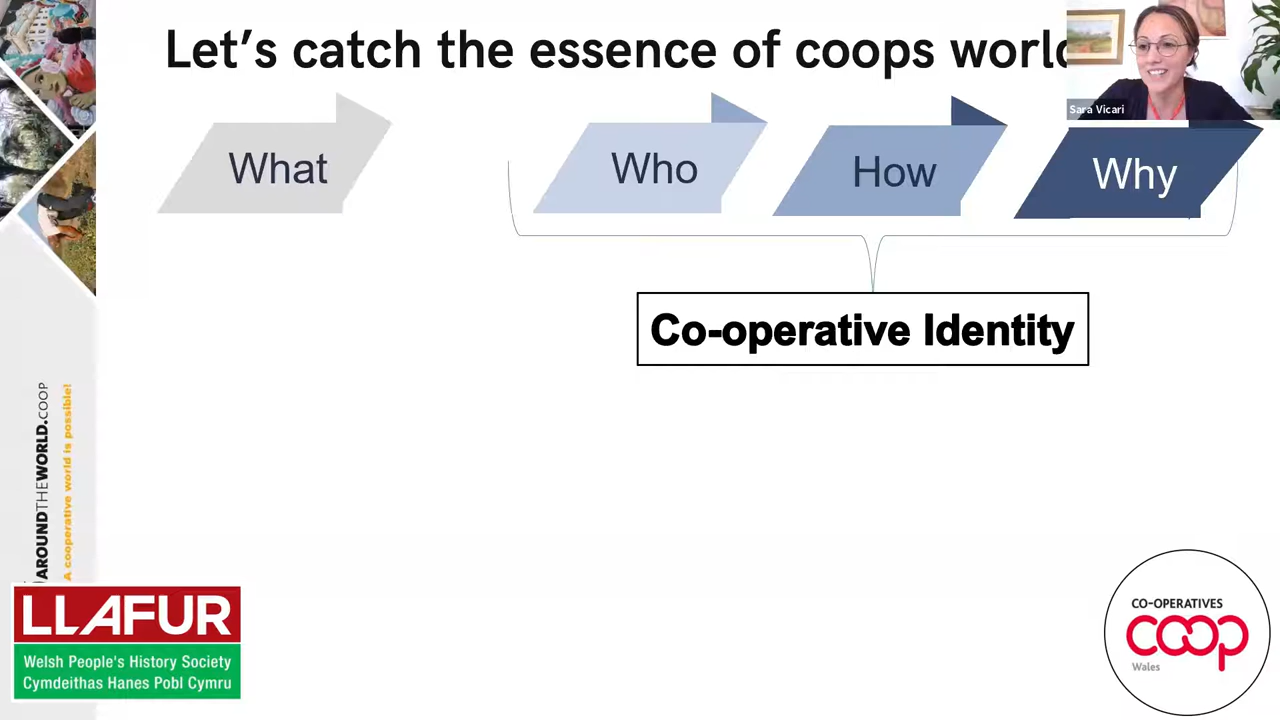 Let's catch the essence of coops world
Sara Vicari
What
Who
How
Why
Co-operative Identity
AROUNDTHEWORLD.COOP
A cooperative world is possible!
LLAFUR
Welsh People's History Society
Cymdeithas Hanes Pobl Cymru
CO-OPERATIVES
coop
Wales